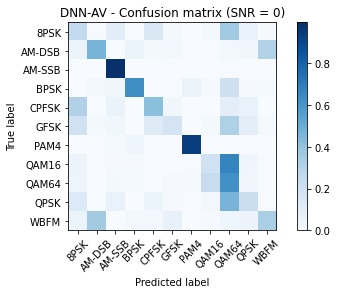 DNN-AV - Confusion matrix (SNR = 0)
8PSK
AM-DSB
AM-SSB
BPSK
CPFSK
GFSK
PAM4
QAM16
QAM64
QPSK
WBFM
True label
8PSK
AM-DSB
AM-SSB
BPSK
CPFSK
GFSK
PAM4
QAM16
QAM64
QPSK
WBFM
Predicted label
0.8
0.6
0.4
0.2
0.0